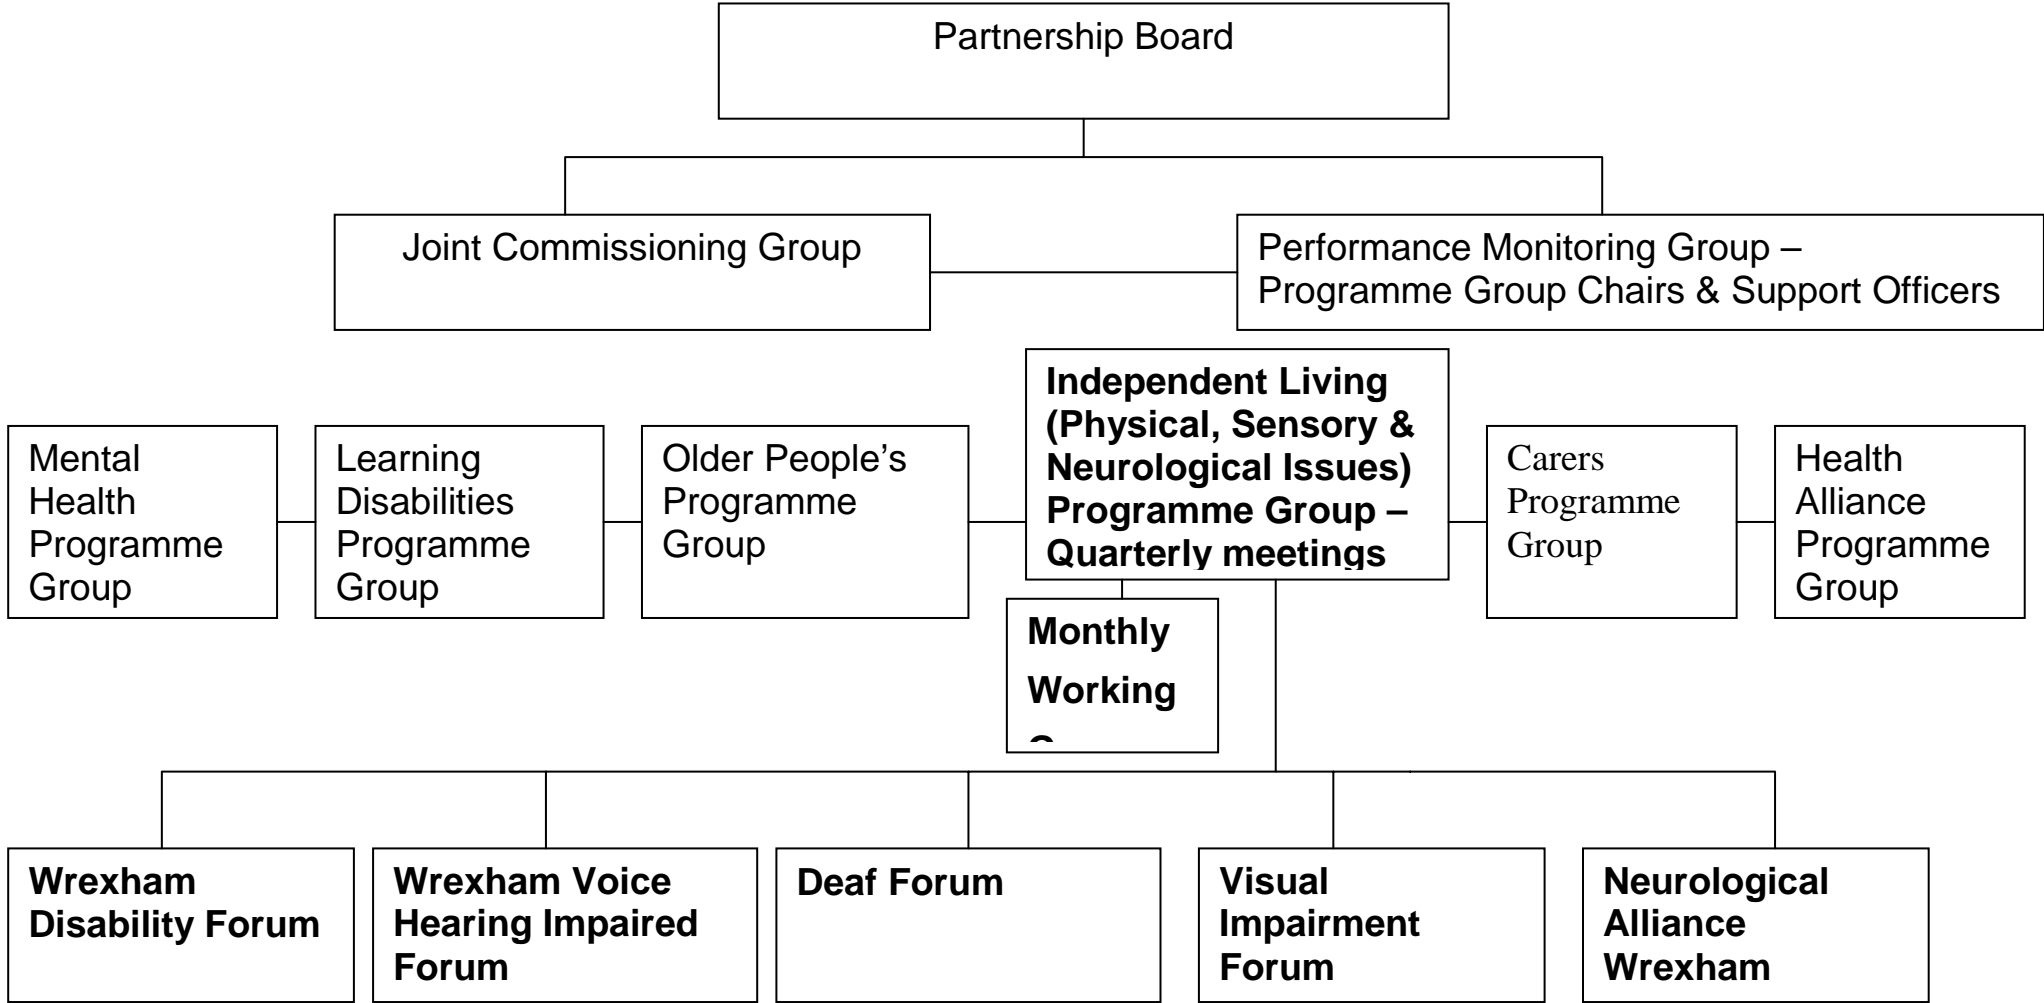 Partnership Board
Joint Commissioning Group
Performance Monitoring Group –
Programme Group Chairs & Support Officers
Mental
Health
Programme
Group
Learning
Disabilities
Programme
Group
Older People’s
Programme
Group
Independent Living
(Physical, Sensory &
Neurological Issues)
Programme Group –
Quarterly meetings
Carers
Programme
Group
Health
Alliance
Programme
Group
Monthly
Working
Wrexham
Disability Forum
Wrexham Voice
Hearing Impaired
Forum
Deaf Forum
Visual
Impairment
Forum
Neurological
Alliance
Wrexham